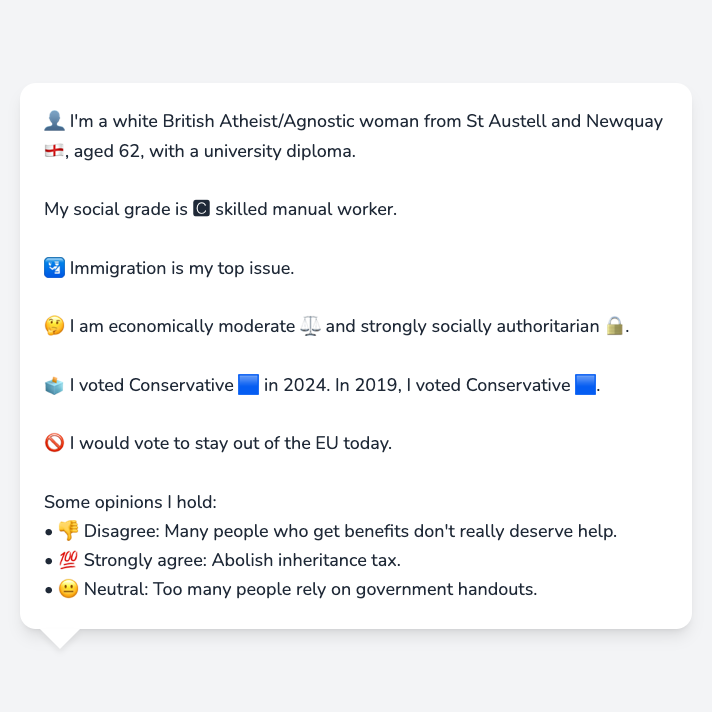 👤 I'm a white British Atheist/Agnostic woman from St Austell and Newquay
🏴󠁧󠁢󠁥󠁮󠁧󠁿, aged 62, with a university diploma.
My social grade is 🅲 skilled manual worker.
🛂 Immigration is my top issue.
🤔 I am economically moderate ⚖️ and strongly socially authoritarian 🔒.
🗳️ I voted Conservative 🟦 in 2024. In 2019, I voted Conservative 🟦.
🚫 I would vote to stay out of the EU today.
Some opinions I hold:
• 👎 Disagree: Many people who get benefits don't really deserve help.
• 💯 Strongly agree: Abolish inheritance tax.
• 😐 Neutral: Too many people rely on government handouts.